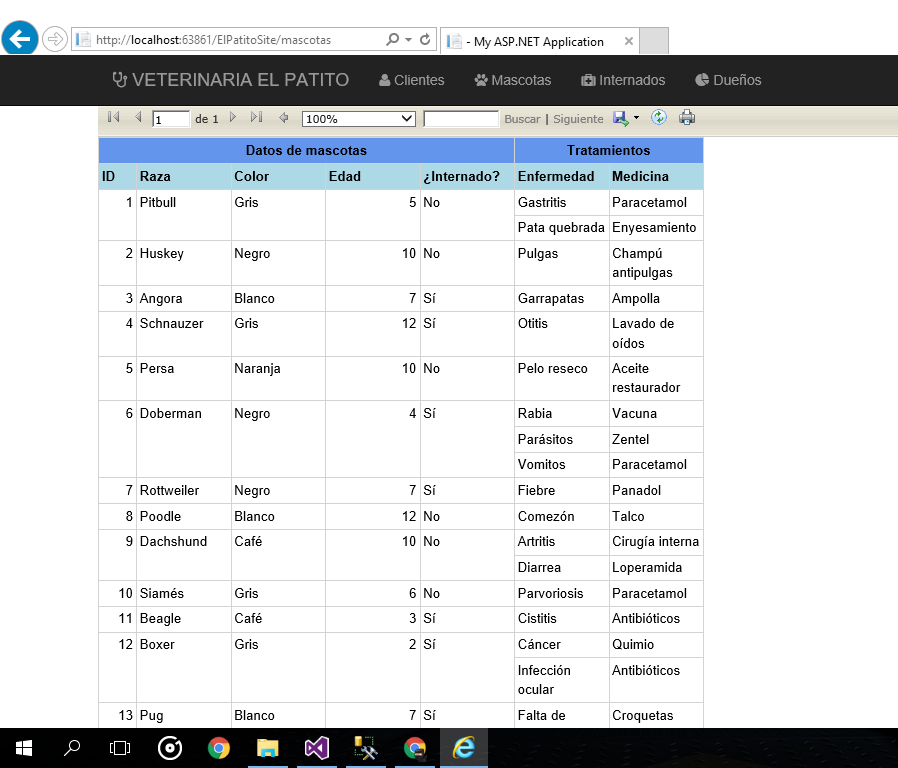 http://localhost:63861/ElPatitoSite/mascotas
- My ASP.NET Application
VETERINARIA EL PATITO Clientes Mascotas Internados Dueños
1 de 1 100% Buscar | Siguiente
Datos de mascotas Tratamientos
ID Raza Color Edad ¿Internado? Enfermedad Medicina
1 Pitbull Gris 5 No Gastritis Paracetamol
Pata quebrada Enyesamiento
2 Huskey Negro 10 No Pulgas Champú
antipulgas
3 Angora Blanco 7 Sí Garrapatas Ampolla
4 Schnauzer Gris 12 Sí Otitis Lavado de
oídos
5 Persa Naranja 10 No Pelo reseco Aceite
restaurador
6 Doberman Negro 4 Sí Rabia Vacuna
Parásitos Zentel
Vomitos Paracetamol
7 Rottweiler Negro 7 Sí Fiebre Panadol
8 Poodle Blanco 12 No Comezón Talco
9 Dachshund Café 10 No Artritis Cirugía interna
Diarrea Loperamida
10 Siamés Gris 6 No Parvoriosis Paracetamol
11 Beagle Café 3 Sí Cistitis Antibióticos
12 Boxer Gris 2 Sí Cáncer Quimio
Infección Antibióticos
ocular
13 Pug Blanco 7 Sí Falta de Croquetas